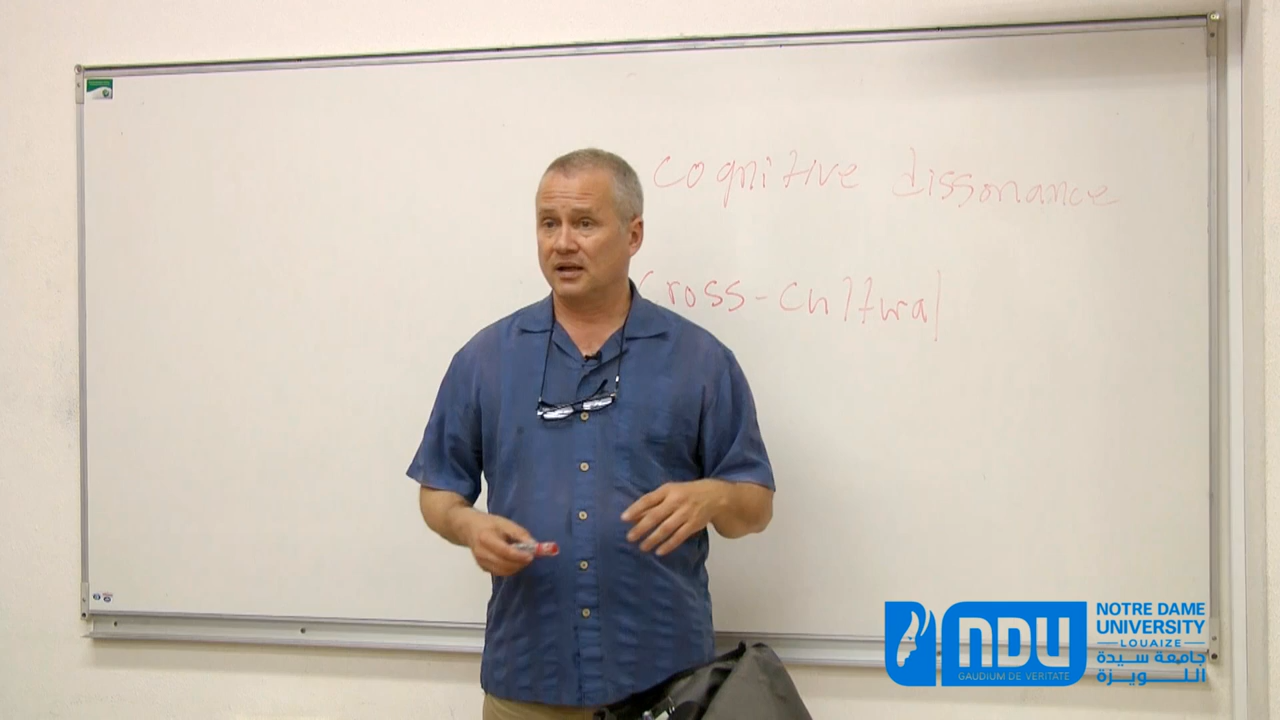 cognitive dissonance
cross-cultural
NDU
GAUDIUM DE VERITATE
NOTRE DAME
UNIVERSITY
LOUAIZE
جامعة سيدة
اللويزة